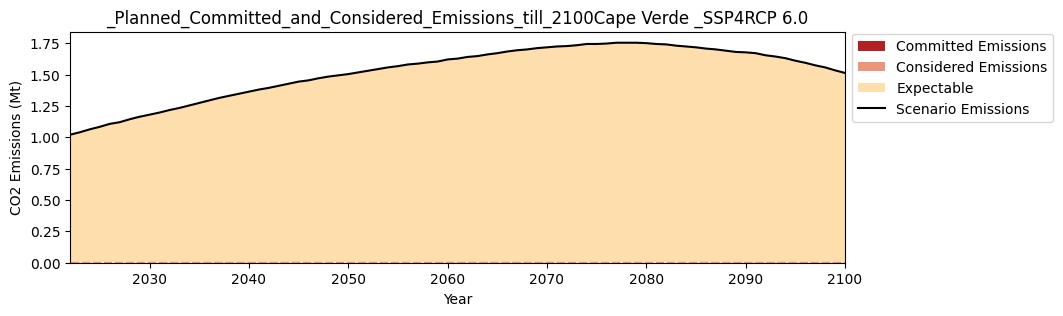 _Planned_Committed_and_Considered_Emissions_till_2100Cape Verde _SSP4RCP 6.0
1.75
1.50
1.25
1.00
0.75
0.50
0.25
0.00
CO2 Emissions (Mt)
2030 2040 2050 2060 2070 2080 2090 2100
Year
Committed Emissions
Considered Emissions
Expectable
Scenario Emissions